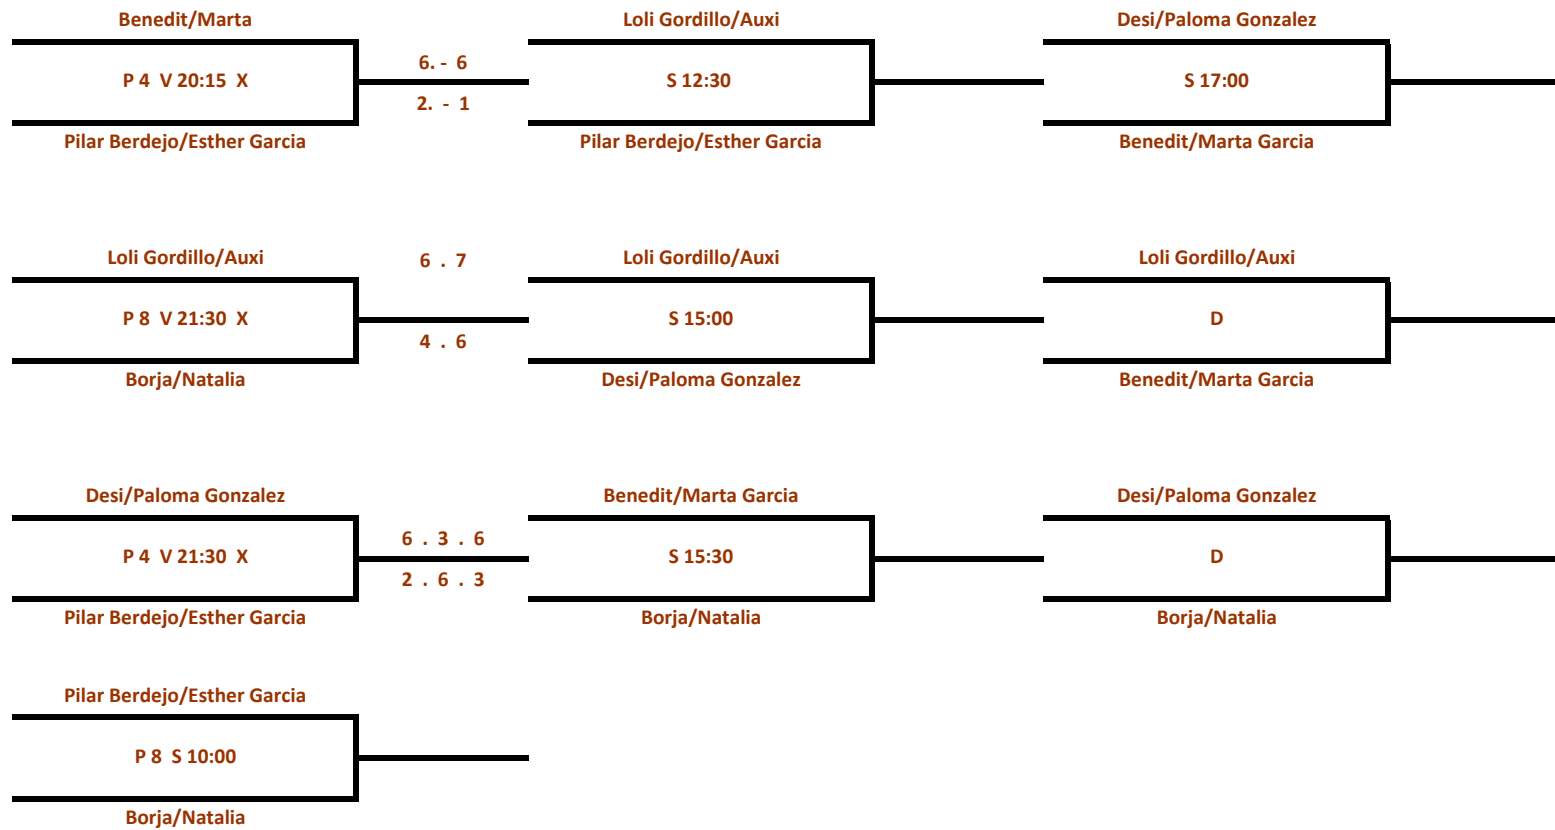 Benedit/Marta
P 4  V 20:15  X
Pilar Berdejo/Esther Garcia
6. - 6
2. - 1
Loli Gordillo/Auxi
S 12:30
Pilar Berdejo/Esther Garcia
Desi/Paloma Gonzalez
S 17:00
Benedit/Marta Garcia
Loli Gordillo/Auxi
P 8  V 21:30  X
Borja/Natalia
6 . 7
4 . 6
Loli Gordillo/Auxi
S 15:00
Desi/Paloma Gonzalez
Loli Gordillo/Auxi
D
Benedit/Marta Garcia
Desi/Paloma Gonzalez
P 4  V 21:30  X
Pilar Berdejo/Esther Garcia
6 . 3 . 6
2 . 6 . 3
Benedit/Marta Garcia
S 15:30
Borja/Natalia
Desi/Paloma Gonzalez
D
Borja/Natalia
Pilar Berdejo/Esther Garcia
P 8  S 10:00
Borja/Natalia